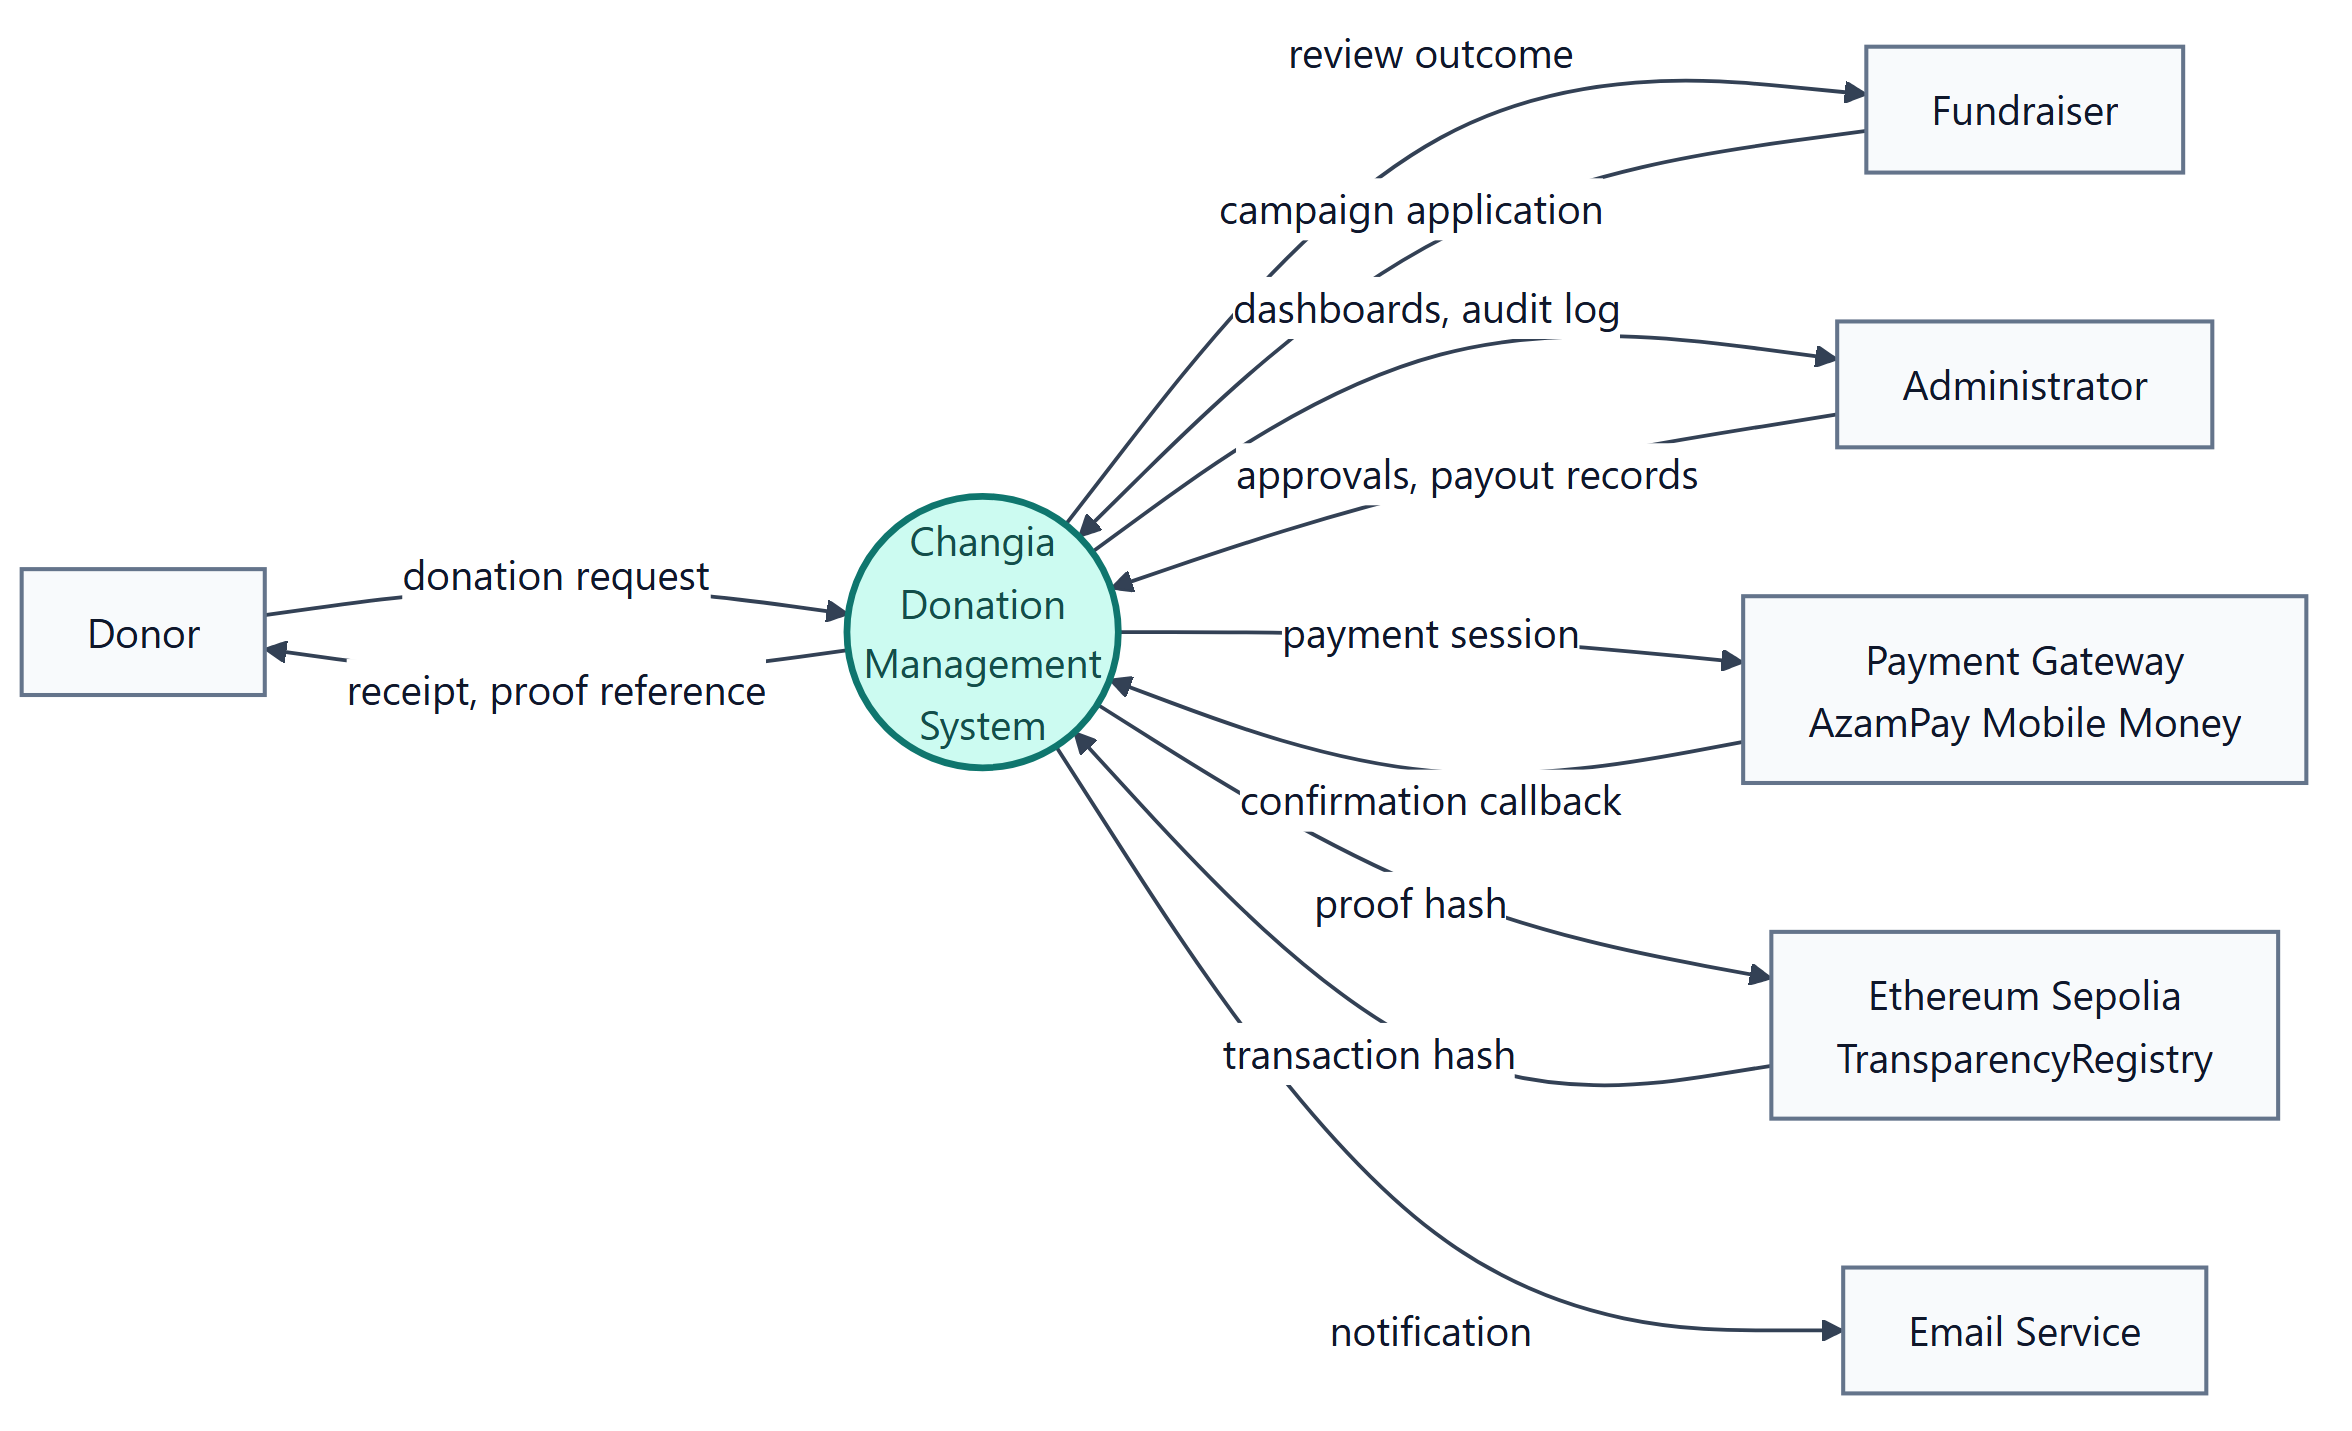 review outcome
Fundraiser
campaign application
dashboards, audit log
Administrator
approvals, payout records
Changia
Donation
Management
System
donation request
Donor
receipt, proof reference
payment session
Payment Gateway
AzamPay Mobile Money
confirmation callback
proof hash
Ethereum Sepolia
TransparencyRegistry
transaction hash
notification
Email Service